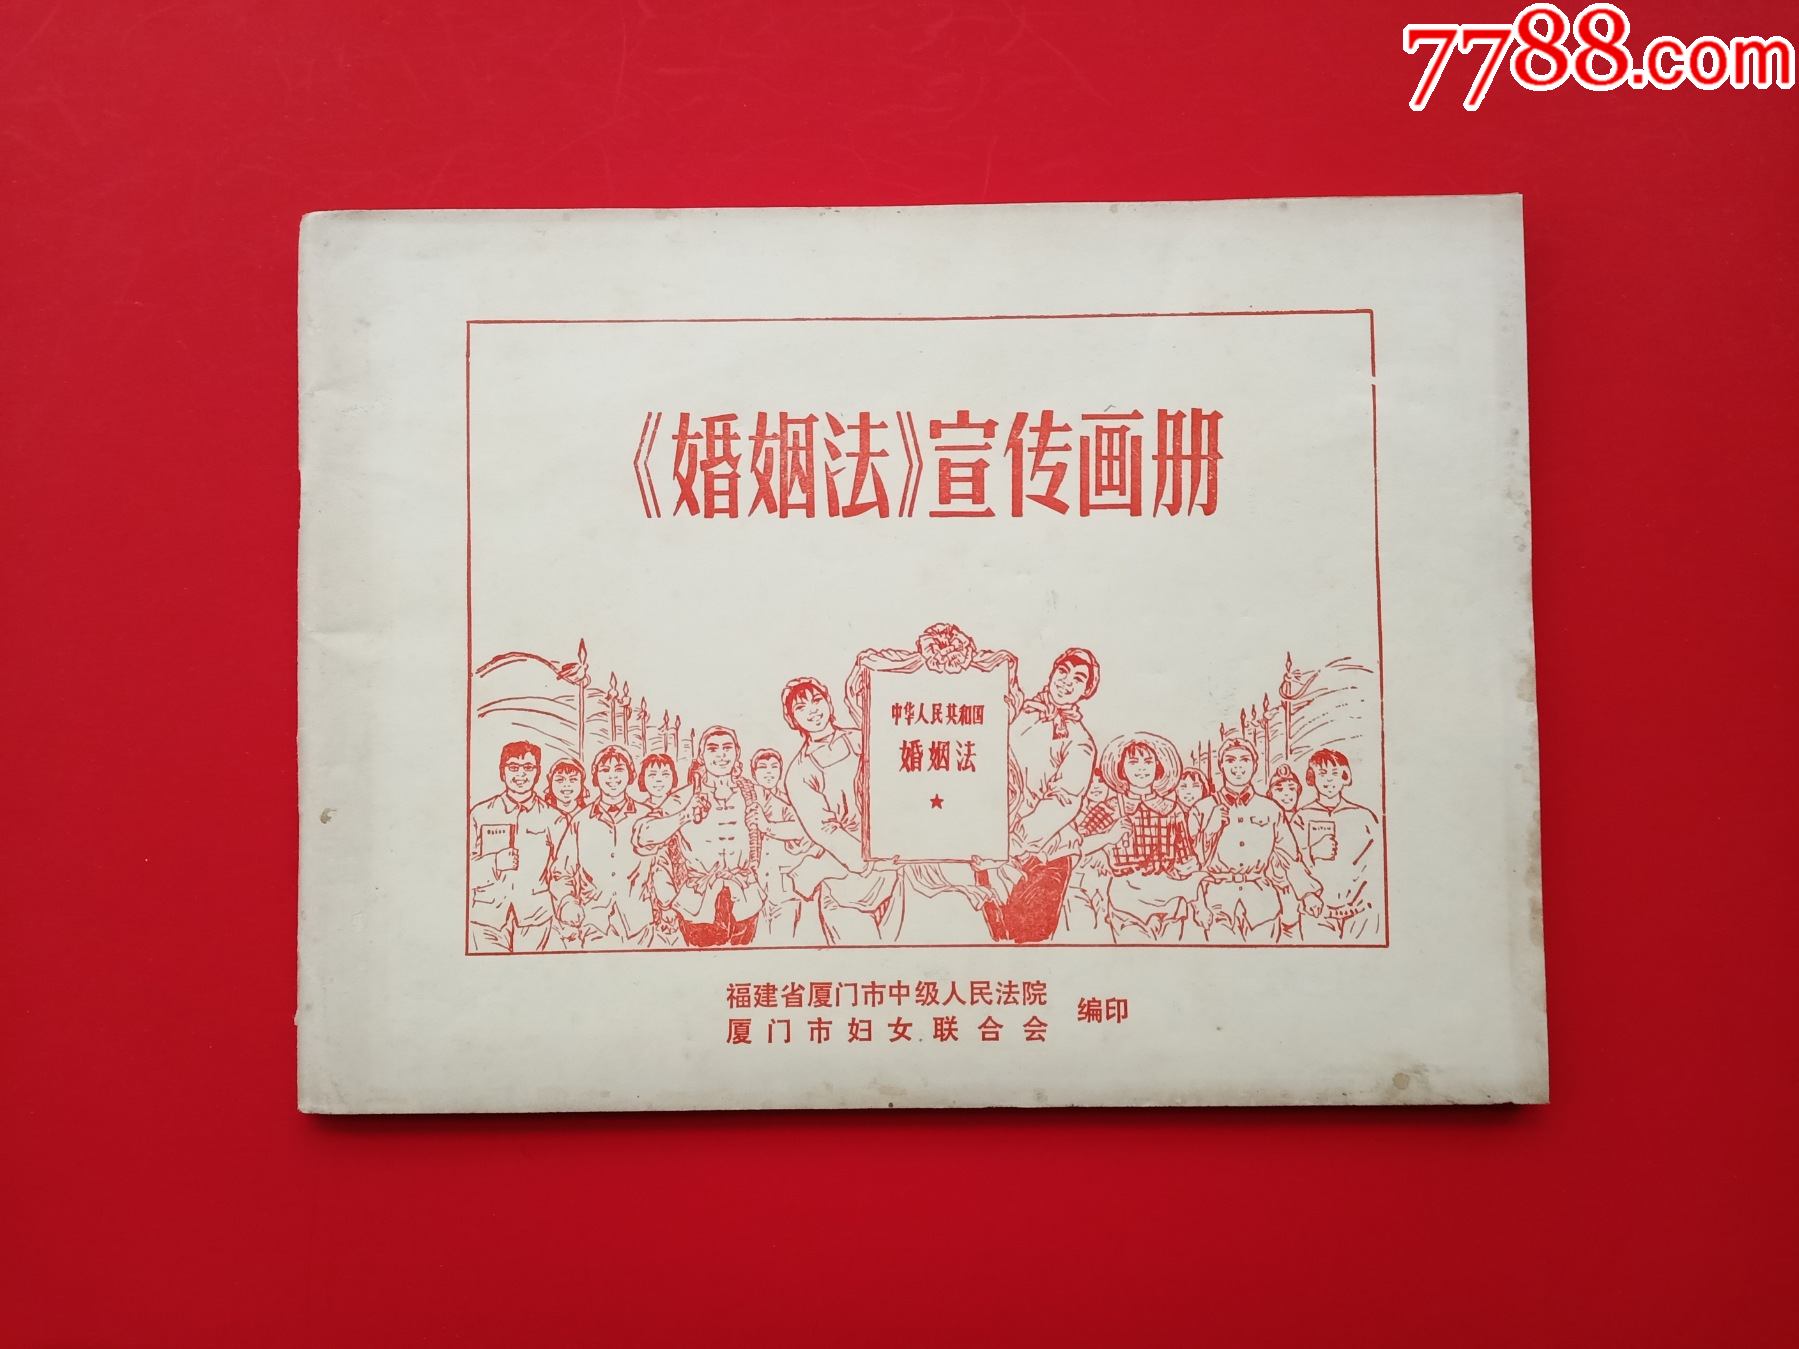 7788.com
《婚姻法》宣传画册
中华人民共和国
婚姻法
福建省厦门市中级人民法院
厦门市妇女联合会
编印